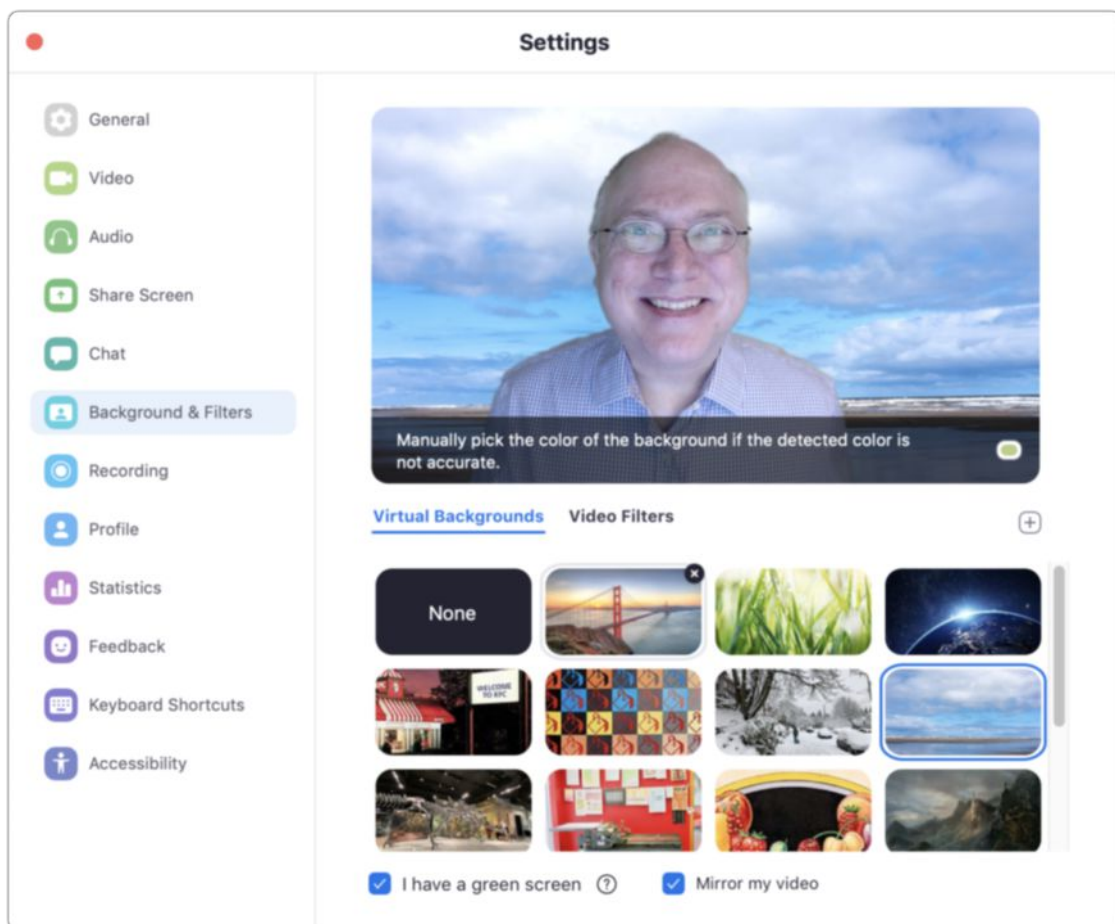 Settings
General
Video
Audio
Share Screen
Chat
Background & Filters
Recording
Profile
Statistics
Feedback
Keyboard Shortcuts
Accessibility
Manually pick the color of the background if the detected color is
not accurate.
Virtual Backgrounds Video Filters
None
WELCOME
TO KFC
I have a green screen ?
Mirror my video